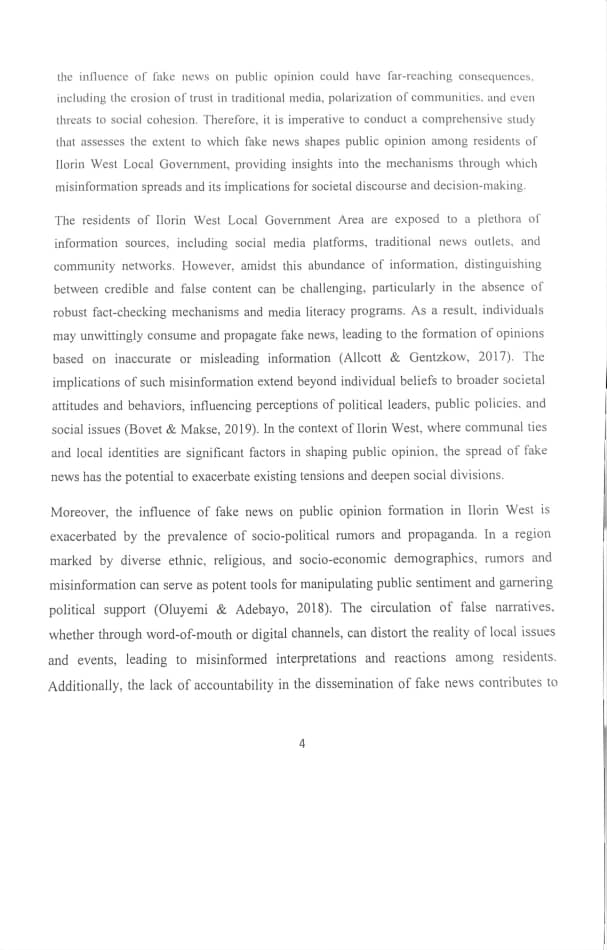 the influence of fake news on public opinion could have far-reaching consequences,
including the erosion of trust in traditional media, polarization of communities, and even
threats to social cohesion. Therefore, it is imperative to conduct a comprehensive study
that assesses the extent to which fake news shapes public opinion among residents of
Ilorin West Local Government, providing insights into the mechanisms through which
misinformation spreads and its implications for societal discourse and decision-making.
The residents of Ilorin West Local Government Area are exposed to a plethora of
information sources, including social media platforms, traditional news outlets, and
community networks. However, amidst this abundance of information, distinguishing
between credible and false content can be challenging, particularly in the absence of
robust fact-checking mechanisms and media literacy programs. As a result, individuals
may unwittingly consume and propagate fake news, leading to the formation of opinions
based on inaccurate or misleading information (Allcott & Gentzkow, 2017). The
implications of such misinformation extend beyond individual beliefs to broader societal
attitudes and behaviors, influencing perceptions of political leaders, public policies, and
social issues (Bovet & Makse, 2019). In the context of Ilorin West, where communal ties
and local identities are significant factors in shaping public opinion, the spread of fake
news has the potential to exacerbate existing tensions and deepen social divisions.
Moreover, the influence of fake news on public opinion formation in Ilorin West is
exacerbated by the prevalence of socio-political rumors and propaganda. In a region
marked by diverse ethnic, religious, and socio-economic demographics, rumors and
misinformation can serve as potent tools for manipulating public sentiment and garnering
political support (Oluyemi & Adebayo, 2018). The circulation of false narratives,
whether through word-of-mouth or digital channels, can distort the reality of local issues
and events, leading to misinformed interpretations and reactions among residents.
Additionally, the lack of accountability in the dissemination of fake news contributes to
4